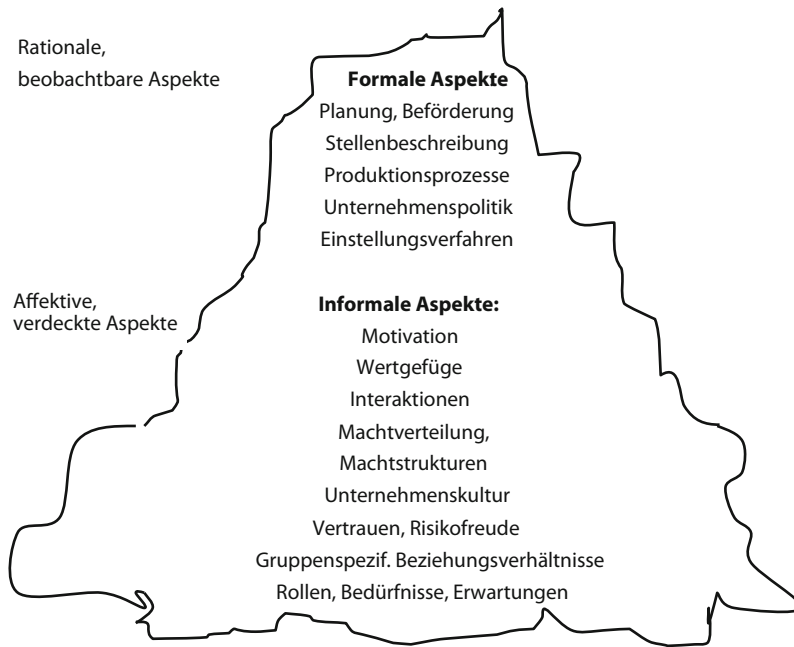 Rationale,
beobachtbare Aspekte
Formale Aspekte
Planung, Beförderung
Stellenbeschreibung
Produktionsprozesse
Unternehmenspolitik
Einstellungsverfahren
Affektive,
verdeckte Aspekte
Informale Aspekte:
Motivation
Wertgefüge
Interaktionen
Machtverteilung,
Machtstrukturen
Unternehmenskultur
Vertrauen, Risikofreude
Gruppenspezif. Beziehungsverhältnisse
Rollen, Bedürfnisse, Erwartungen